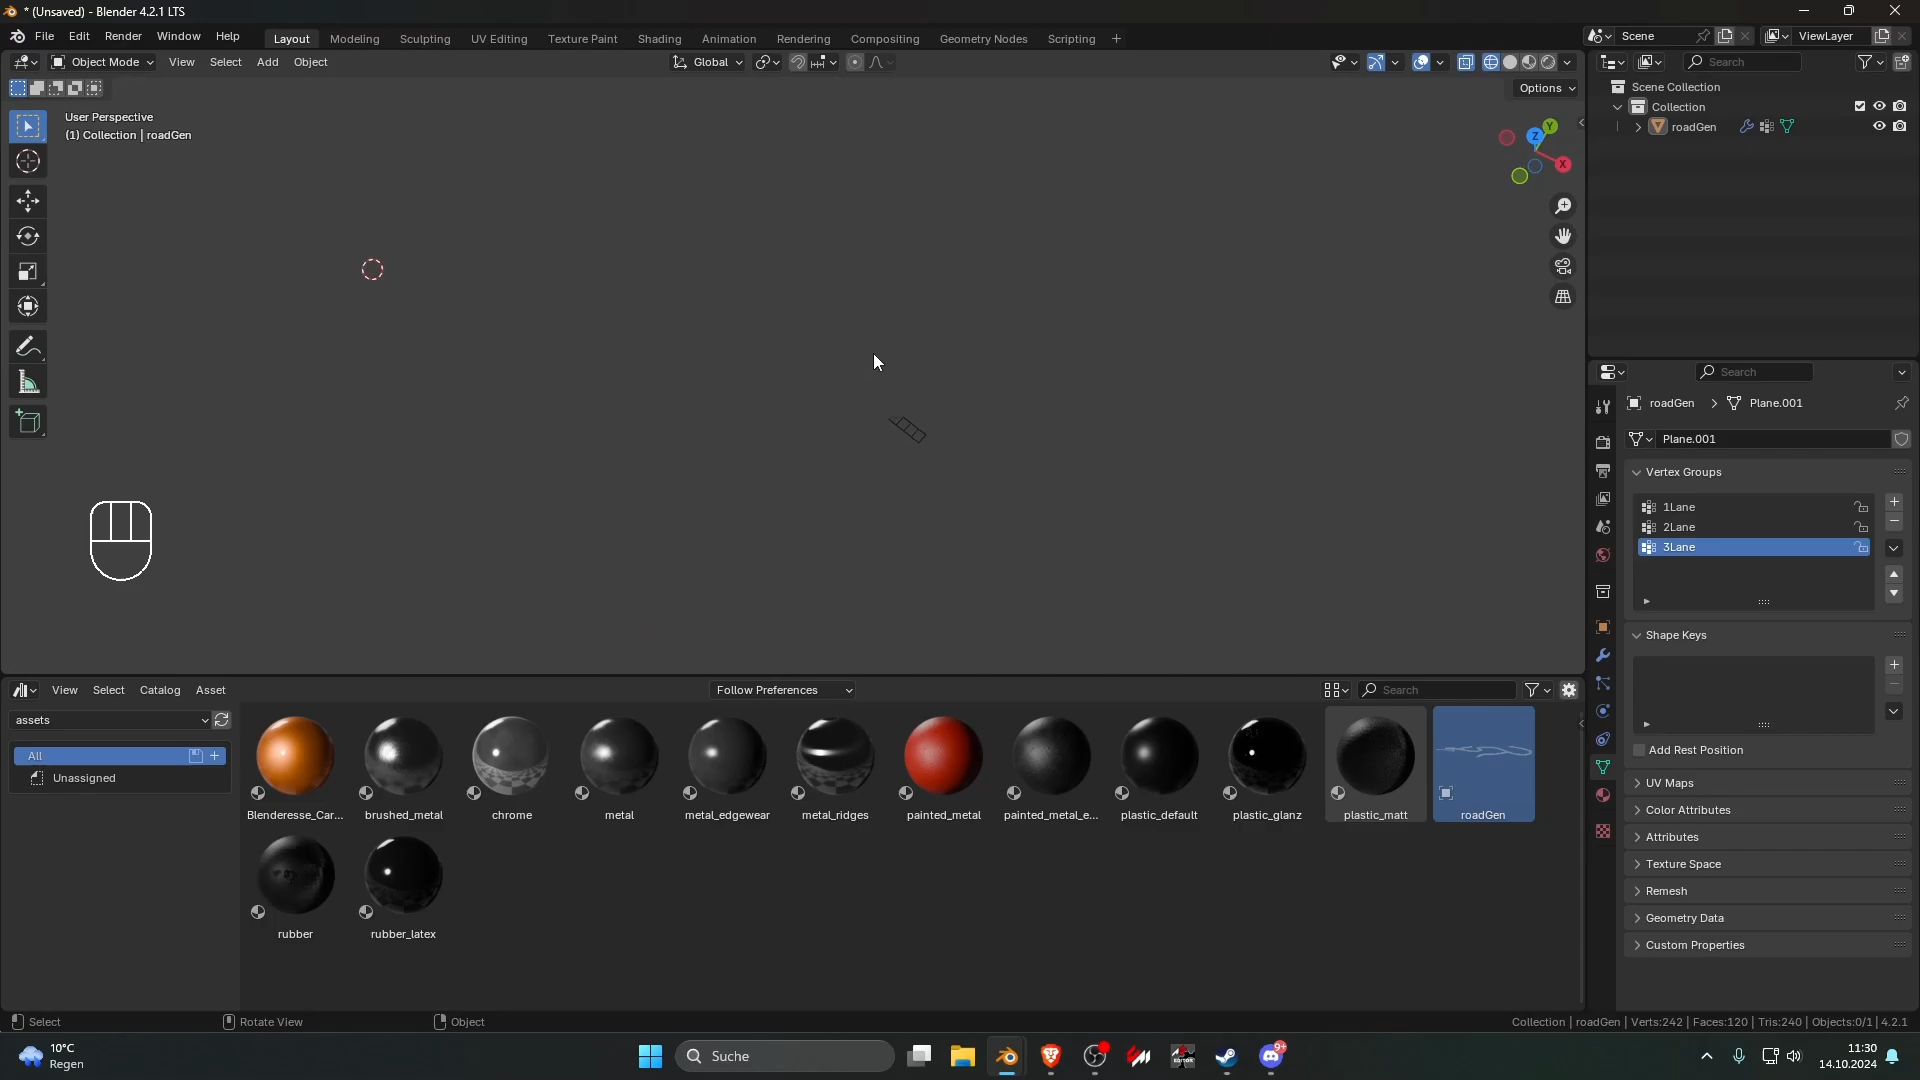 * (Unsaved) - Blender 4.2.1 LTS
File Edit Render Window Help
Layout Modeling Sculpting UV Editing Texture Paint Shading Animation Rendering Compositing Geometry Nodes Scripting +
Scene
ViewLayer
Object Mode View Select Add Object
Global
Options
User Perspective
(1) Collection | roadGen
Z
Y
X
Search
Scene Collection
Collection
roadGen
Search
roadGen > Plane.001
Plane.001
Vertex Groups
1Lane
2Lane
3Lane
Shape Keys
Add Rest Position
UV Maps
Color Attributes
Attributes
Texture Space
Remesh
Geometry Data
Custom Properties
View Select Catalog Asset
Follow Preferences
Search
assets
All
Unassigned
Blenderesse_Car...
brushed_metal
chrome
metal
metal_edgewear
metal_ridges
painted_metal
painted_metal_e...
plastic_default
plastic_glanz
plastic_matt
roadGen
rubber
rubber_latex
Select
Rotate View
Object
Collection | roadGen | Verts:242 | Faces:120 | Tris:240 | Objects:0/1 | 4.2.1
10°C
Regen
Suche
EDITOR
9+
11:30
14.10.2024